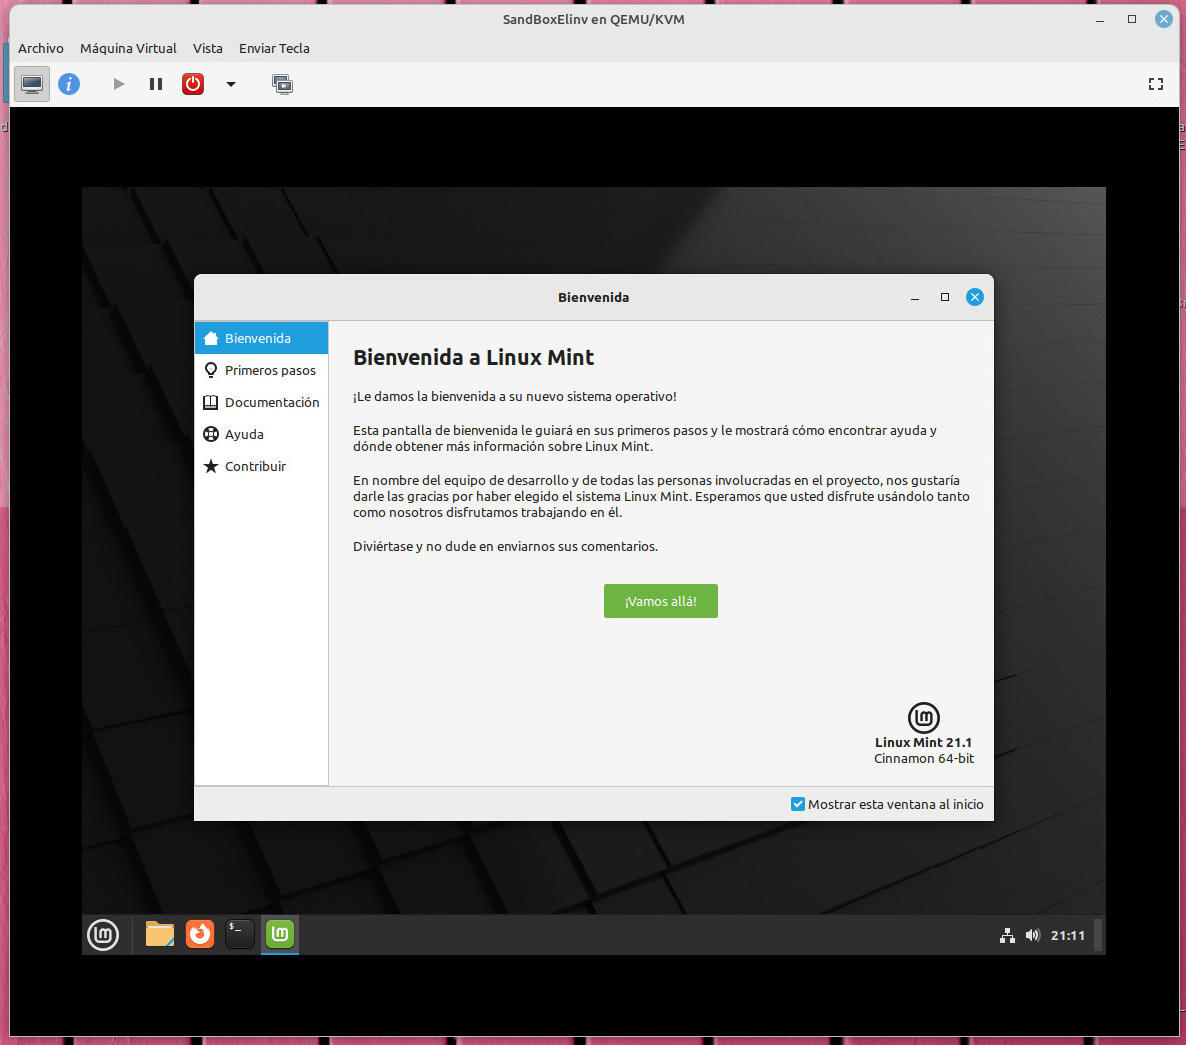 SandBoxElinv en QEMU/KVM
Archivo Máquina Virtual Vista Enviar Tecla
Bienvenida
Bienvenida
Primeros pasos
Documentación
Ayuda
Contribuir
Bienvenida a Linux Mint
¡Le damos la bienvenida a su nuevo sistema operativo!
Esta pantalla de bienvenida le guiará en sus primeros pasos y le mostrará cómo encontrar ayuda y
dónde obtener más información sobre Linux Mint.
En nombre del equipo de desarrollo y de todas las personas involucradas en el proyecto, nos gustaría
darle las gracias por haber elegido el sistema Linux Mint. Esperamos que usted disfrute usándolo tanto
como nosotros disfrutamos trabajando en él.
Diviértase y no dude en enviarnos sus comentarios.
¡Vamos allá!
Linux Mint 21.1
Cinnamon 64-bit
Mostrar esta ventana al inicio
21:11